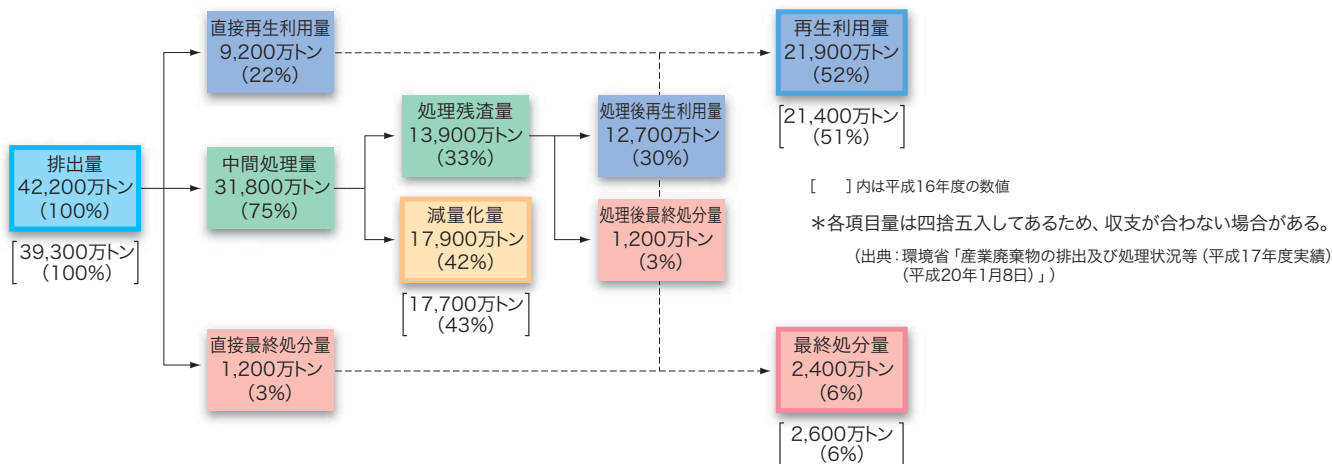 排出量
42,200万トン
(100%)
[39,300万トン
(100%)]
直接再生利用量
9,200万トン
(22%)
中間処理量
31,800万トン
(75%)
直接最終処分量
1,200万トン
(3%)
処理残渣量
13,900万トン
(33%)
減量化量
17,900万トン
(42%)
[17,700万トン
(43%)]
処理後再生利用量
12,700万トン
(30%)
処理後最終処分量
1,200万トン
(3%)
再生利用量
21,900万トン
(52%)
[21,400万トン
(51%)]
[　]内は平成16年度の数値
＊各項目量は四捨五入してあるため、収支が合わない場合がある。
(出典：環境省「産業廃棄物の排出及び処理状況等（平成17年度実績）
（平成20年1月8日）」)
最終処分量
2,400万トン
(6%)
[2,600万トン
(6%)]